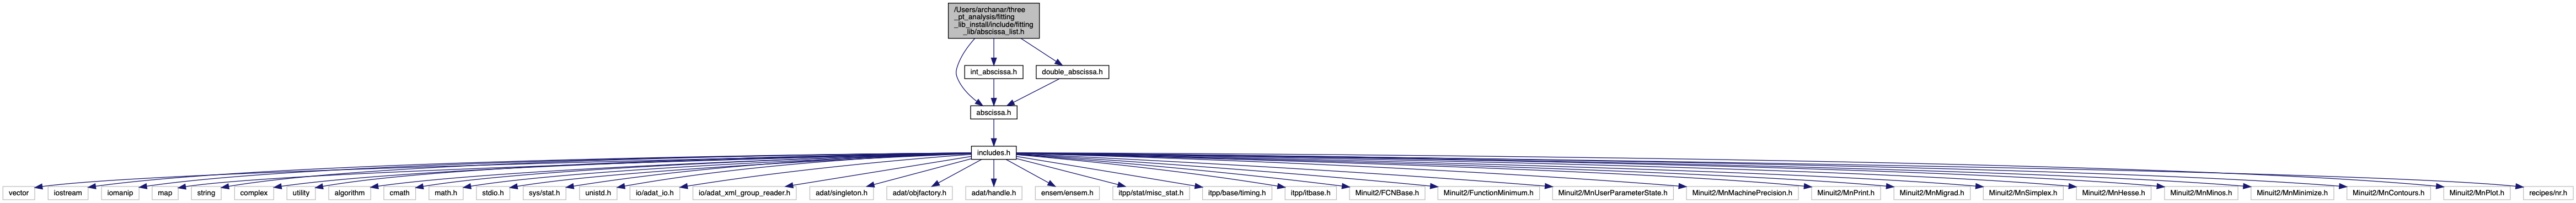 /Users/archanar/three
_pt_analysis/fitting
_lib_install/include/fitting
_lib/abscissa_list.h
int_abscissa.h
double_abscissa.h
abscissa.h
includes.h
vector
iostream
iomanip
map
string
complex
utility
algorithm
cmath
math.h
stdio.h
sys/stat.h
unistd.h
io/adat_io.h
io/adat_xml_group_reader.h
adat/singleton.h
adat/objfactory.h
adat/handle.h
ensem/ensem.h
itpp/stat/misc_stat.h
itpp/base/timing.h
itpp/itbase.h
Minuit2/FCNBase.h
Minuit2/FunctionMinimum.h
Minuit2/MnUserParameterState.h
Minuit2/MnMachinePrecision.h
Minuit2/MnPrint.h
Minuit2/MnMigrad.h
Minuit2/MnSimplex.h
Minuit2/MnHesse.h
Minuit2/MnMinos.h
Minuit2/MnMinimize.h
Minuit2/MnContours.h
Minuit2/MnPlot.h
recipes/nr.h